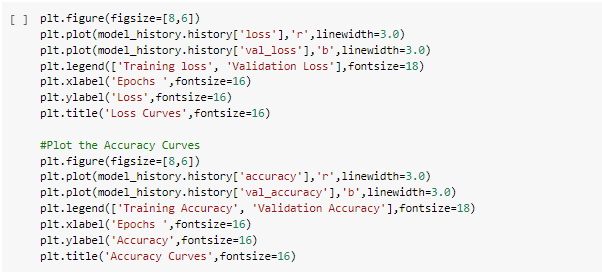 [ ] plt.figure(figsize=[8,6])
plt.plot(model_history.history['loss'],'r',linewidth=3.0)
plt.plot(model_history.history['val_loss'],'b',linewidth=3.0)
plt.legend(['Training loss', 'Validation Loss'],fontsize=18)
plt.xlabel('Epochs ',fontsize=16)
plt.ylabel('Loss',fontsize=16)
plt.title('Loss Curves',fontsize=16)

#Plot the Accuracy Curves
plt.figure(figsize=[8,6])
plt.plot(model_history.history['accuracy'],'r',linewidth=3.0)
plt.plot(model_history.history['val_accuracy'],'b',linewidth=3.0)
plt.legend(['Training Accuracy', 'Validation Accuracy'],fontsize=18)
plt.xlabel('Epochs ',fontsize=16)
plt.ylabel('Accuracy',fontsize=16)
plt.title('Accuracy Curves',fontsize=16)